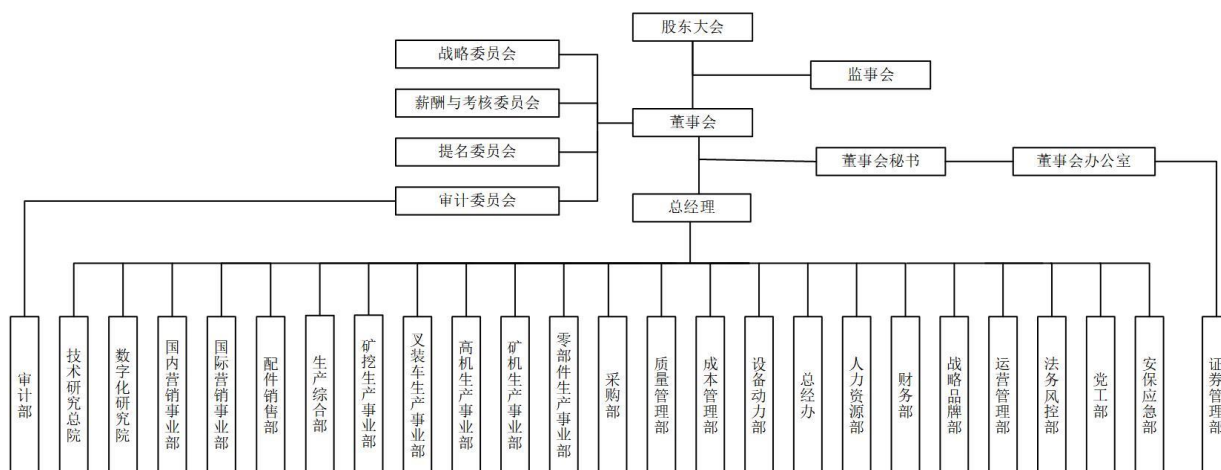 股东大会
战略委员会
监事会
薪酬与考核委员会
董事会
提名委员会
董事会秘书
董事会办公室
审计委员会
总经理
审计部
技术研究总院
数字化研究院
国内营销事业部
国际营销事业部
配件销售部
生产综合部
矿挖生产事业部
叉装车生产事业部
高机生产事业部
矿机生产事业部
零部件生产事业部
采购部
质量管理部
成本管理部
设备动力部
总经办
人力资源部
财务部
战略品牌部
运营管理部
法务风控部
党工部
安保应急部
证券管理部